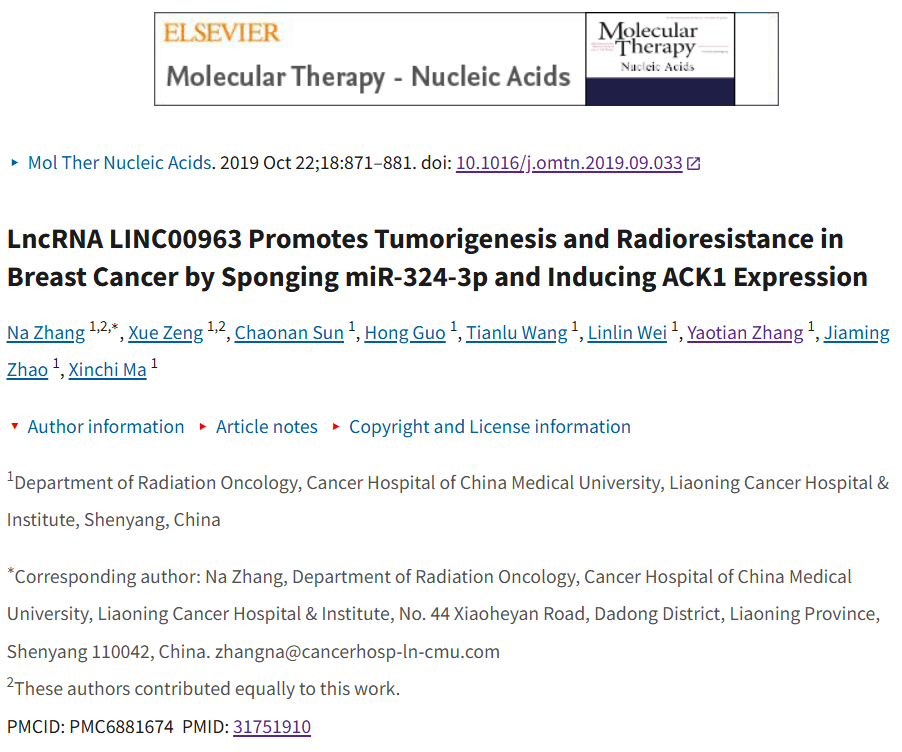 ELSEVIER
Molecular Therapy - Nucleic Acids
Molecular
Therapy
Nucleic Acids
Mol Ther Nucleic Acids. 2019 Oct 22;18:871–881. doi: 10.1016/j.omtn.2019.09.033
LncRNA LINC00963 Promotes Tumorigenesis and Radioresistance in
Breast Cancer by Sponging miR-324-3p and Inducing ACK1 Expression
Na Zhang 1,2,*, Xue Zeng 1,2, Chaonan Sun 1, Hong Guo 1, Tianlu Wang 1, Linlin Wei 1, Yaotian Zhang 1, Jiaming
Zhao 1, Xinchi Ma 1
Author information Article notes Copyright and License information
1Department of Radiation Oncology, Cancer Hospital of China Medical University, Liaoning Cancer Hospital &
Institute, Shenyang, China
*Corresponding author: Na Zhang, Department of Radiation Oncology, Cancer Hospital of China Medical
University, Liaoning Cancer Hospital & Institute, No. 44 Xiaoheyan Road, Dadong District, Liaoning Province,
Shenyang 110042, China. zhangna@cancerhosp-ln-cmu.com
2These authors contributed equally to this work.
PMCID: PMC6881674 PMID: 31751910